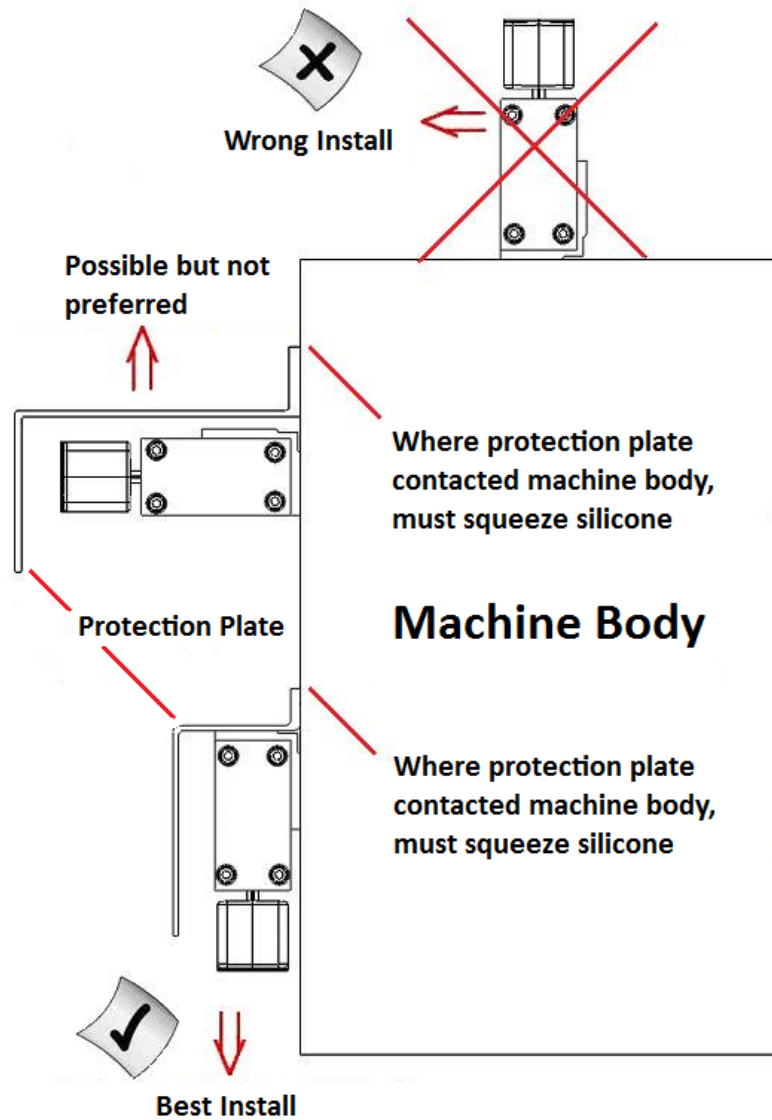 Wrong Install
Possible but not
preferred
Where protection plate
contacted machine body,
must squeeze silicone
Protection Plate
Machine Body
Where protection plate
contacted machine body,
must squeeze silicone
Best Install